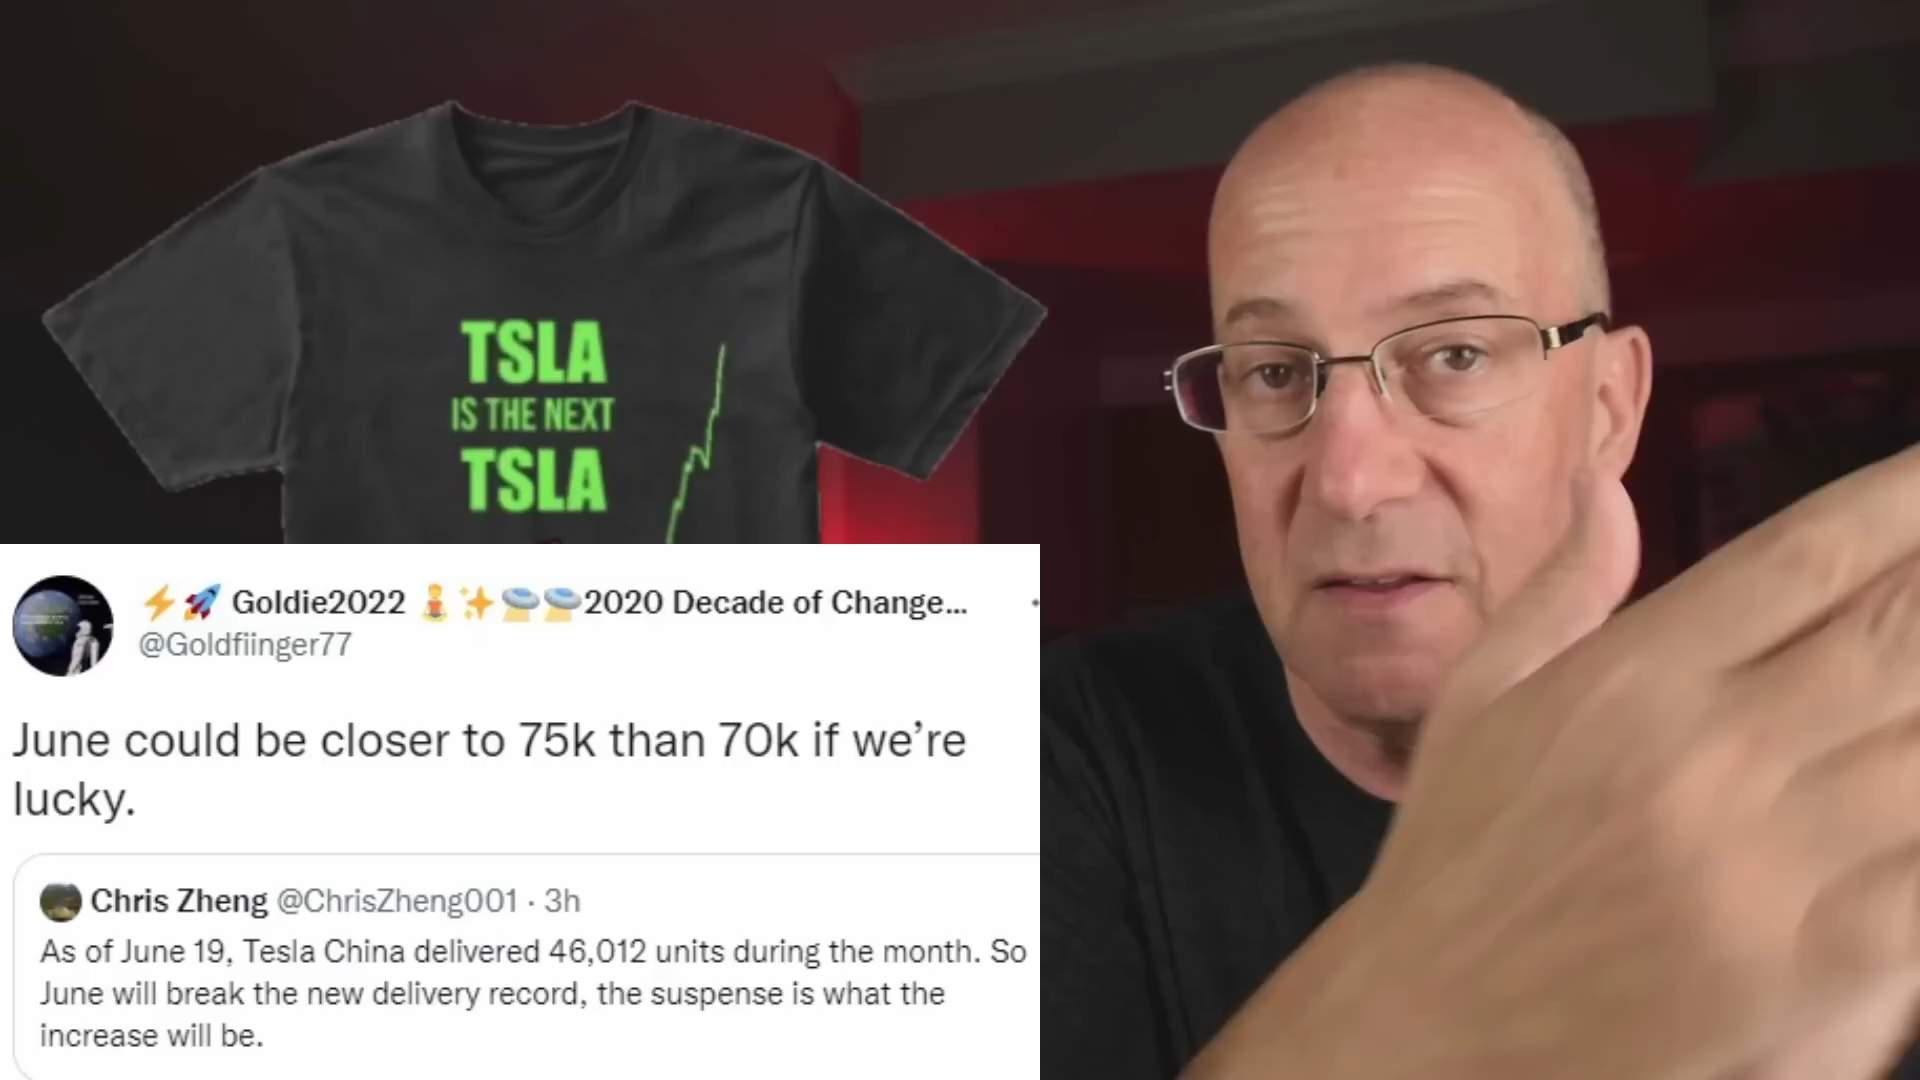 TSLA
IS THE NEXT
TSLA
⚡🚀 Goldie2022 🧘✨🛸🛸2020 Decade of Change...
@Goldfiinger77
June could be closer to 75k than 70k if we’re
lucky.
Chris Zheng @ChrisZheng001 · 3h
As of June 19, Tesla China delivered 46,012 units during the month. So
June will break the new delivery record, the suspense is what the
increase will be.